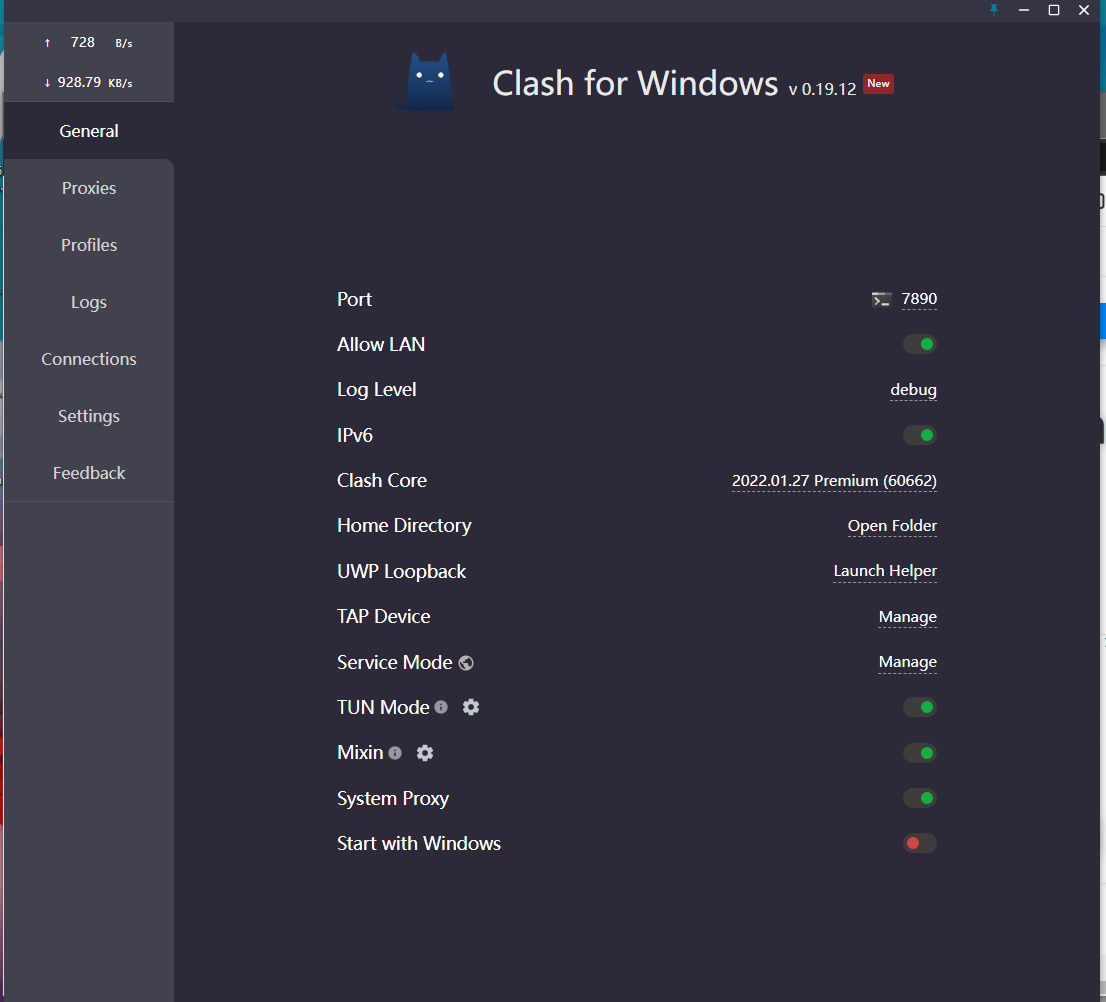 ↑ 728 B/s
↓ 928.79 KB/s
General
Proxies
Profiles
Logs
Connections
Settings
Feedback
Clash for Windows v 0.19.12 New
Port 7890
Allow LAN
Log Level debug
IPv6
Clash Core 2022.01.27 Premium (60662)
Home Directory Open Folder
UWP Loopback Launch Helper
TAP Device Manage
Service Mode Manage
TUN Mode
Mixin
System Proxy
Start with Windows